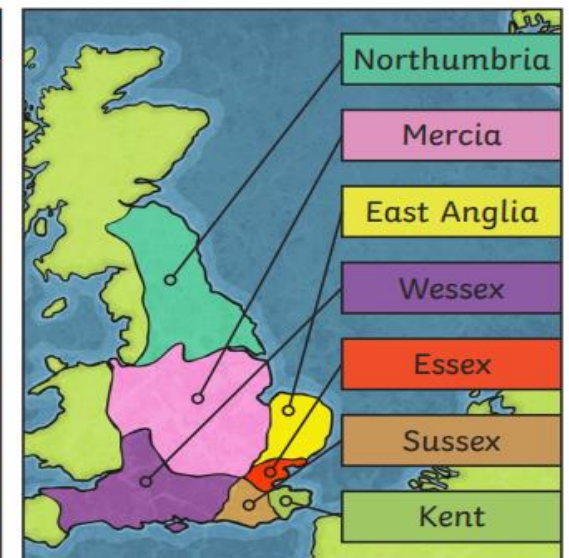 Northumbria
Mercia
East Anglia
Wessex
Essex
Sussex
Kent